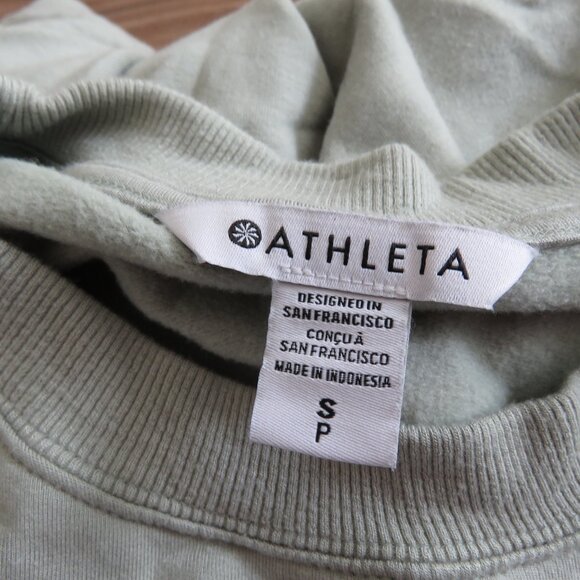 ATHLETA
DESIGNED IN
SAN FRANCISCO
CONÇU À
SAN FRANCISCO
MADE IN INDONESIA
S
P